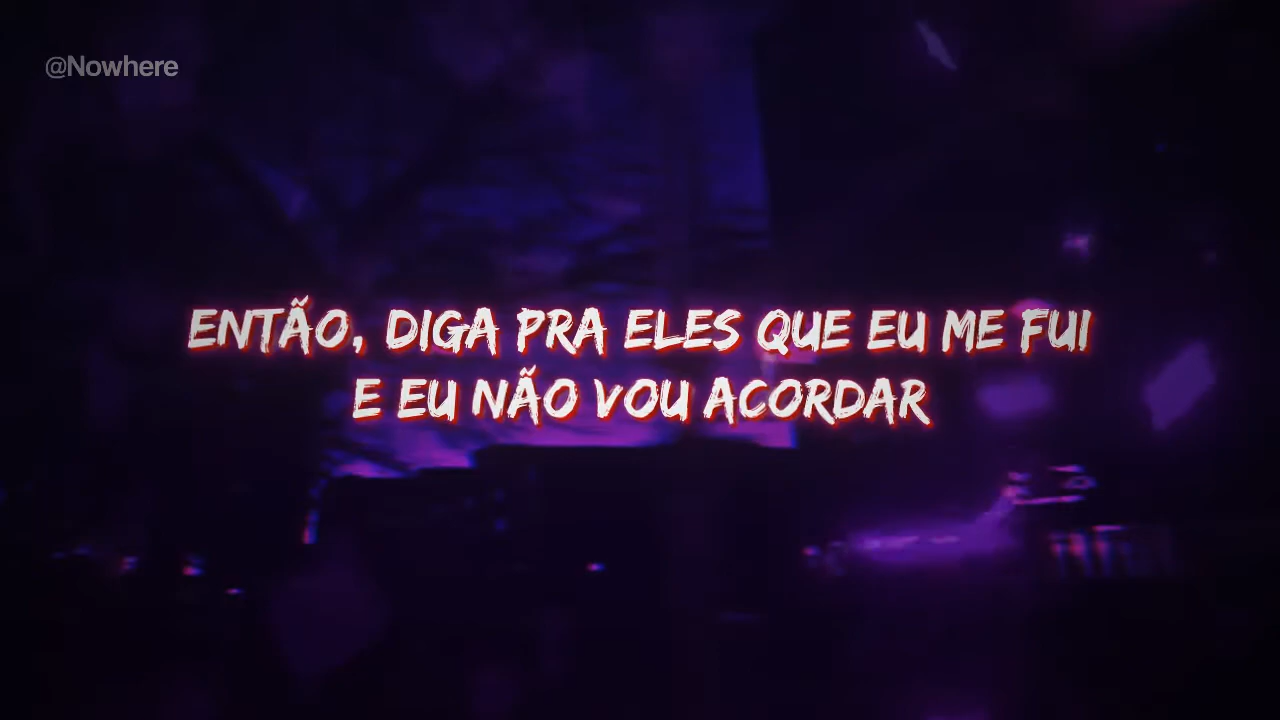 @Nowhere
ENTÃO, DIGA PRA ELES QUE EU ME FUI
E EU NÃO VOU ACORDAR